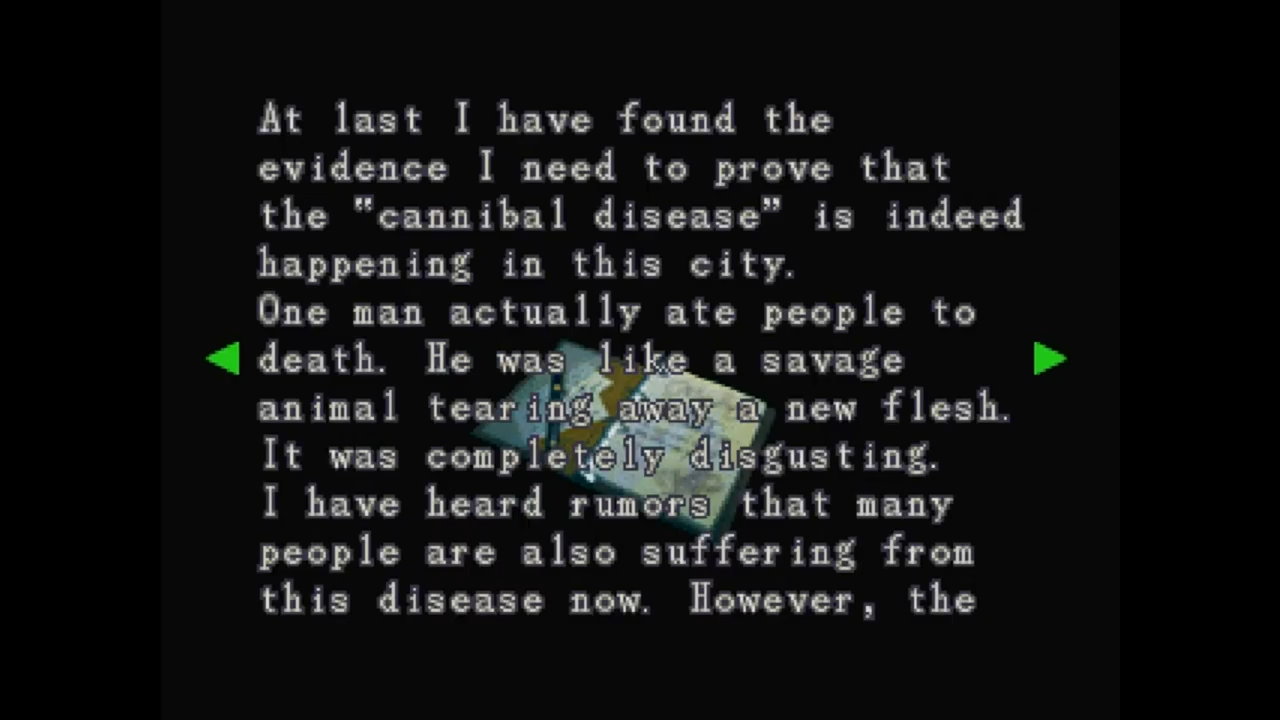 At last I have found the
evidence I need to prove that
the "cannibal disease" is indeed
happening in this city.
One man actually ate people to
death. He was like a savage
animal tearing away a new flesh.
It was completely disgusting.
I have heard rumors that many
people are also suffering from
this disease now. However, the